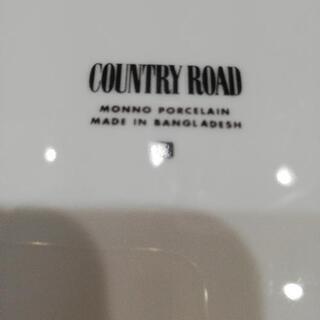 COUNTRY ROAD
MONNO PORCELAIN
MADE IN BANGLADESH